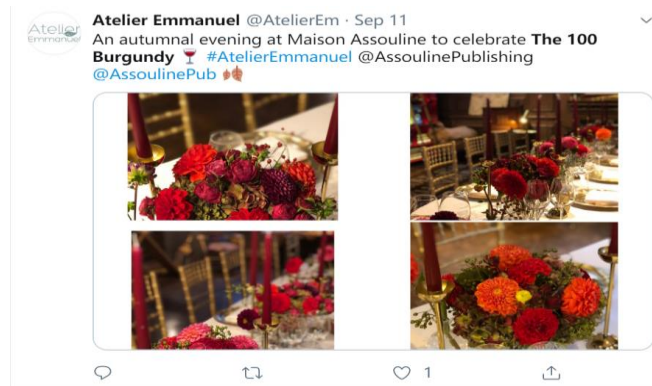 Atelier
Emmanuel
Atelier Emmanuel @AtelierEm · Sep 11
An autumnal evening at Maison Assouline to celebrate The 100
Burgundy 🍷 #AtelierEmmanuel @AssoulinePublishing
@AssoulinePub 🍂
1